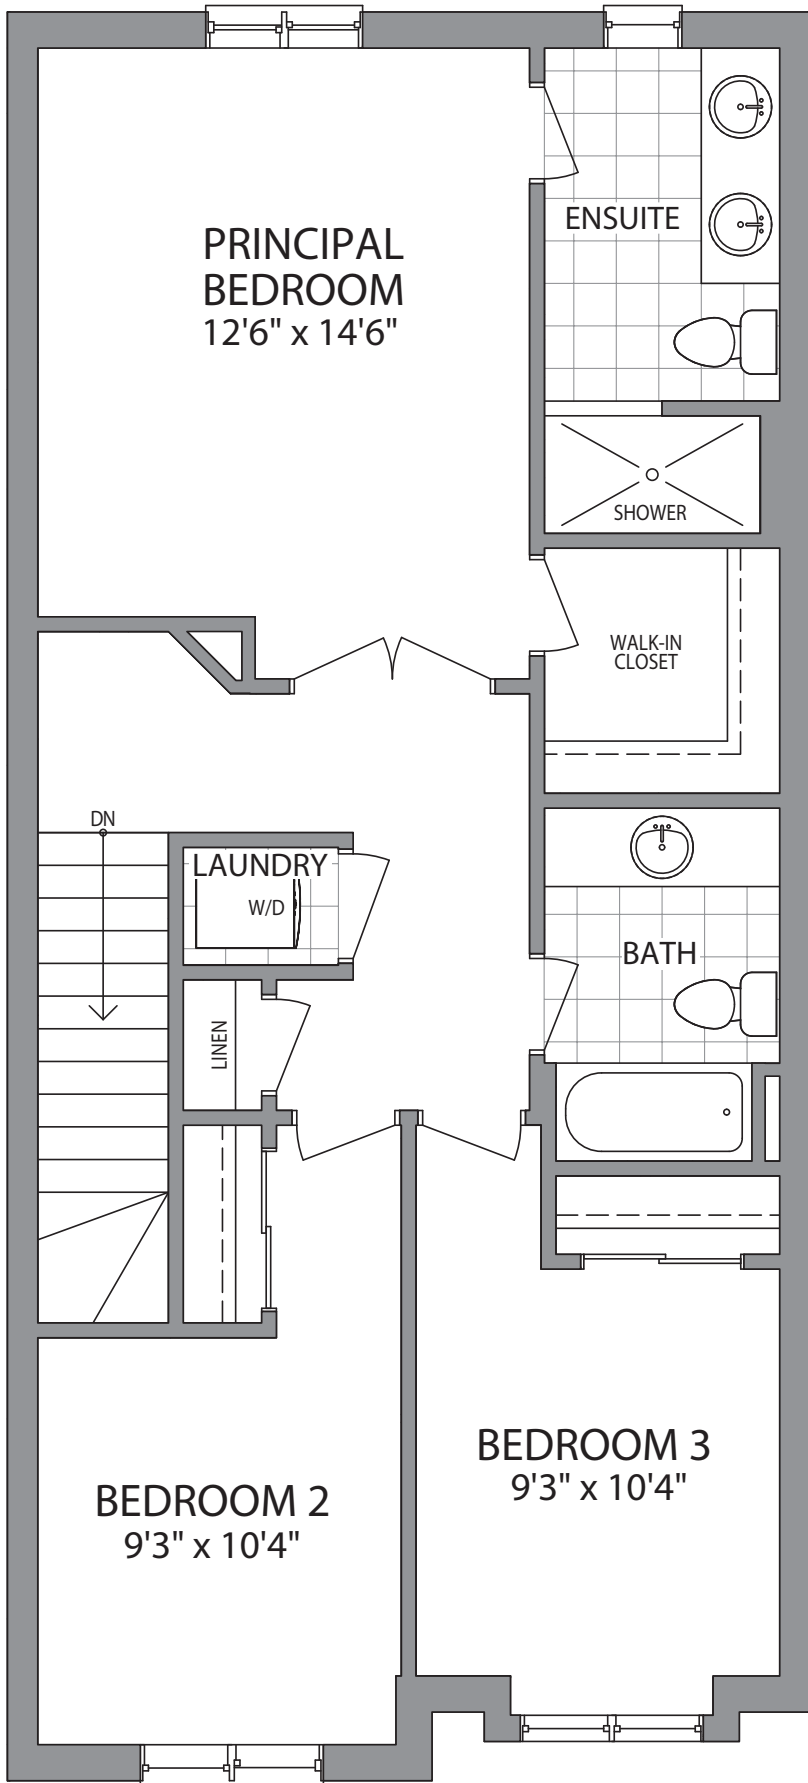 ENSUITE
PRINCIPAL
BEDROOM
12'6" x 14'6"
SHOWER
WALK-IN
CLOSET
DN
LAUNDRY
W/D
BATH
LINEN
BEDROOM 3
9'3" x 10'4"
BEDROOM 2
9'3" x 10'4"